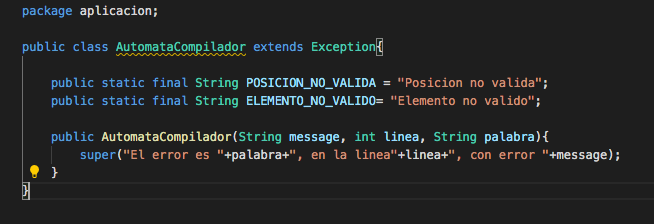 package aplicacion;
public class AutomataCompilador extends Exception{
public static final String POSICION_NO_VALIDA = "Posicion no valida";
public static final String ELEMENTO_NO_VALIDO= "Elemento no valido";
public AutomataCompilador(String message, int linea, String palabra){
super("El error es "+palabra+", en la linea"+linea+", con error "+message);
}
}